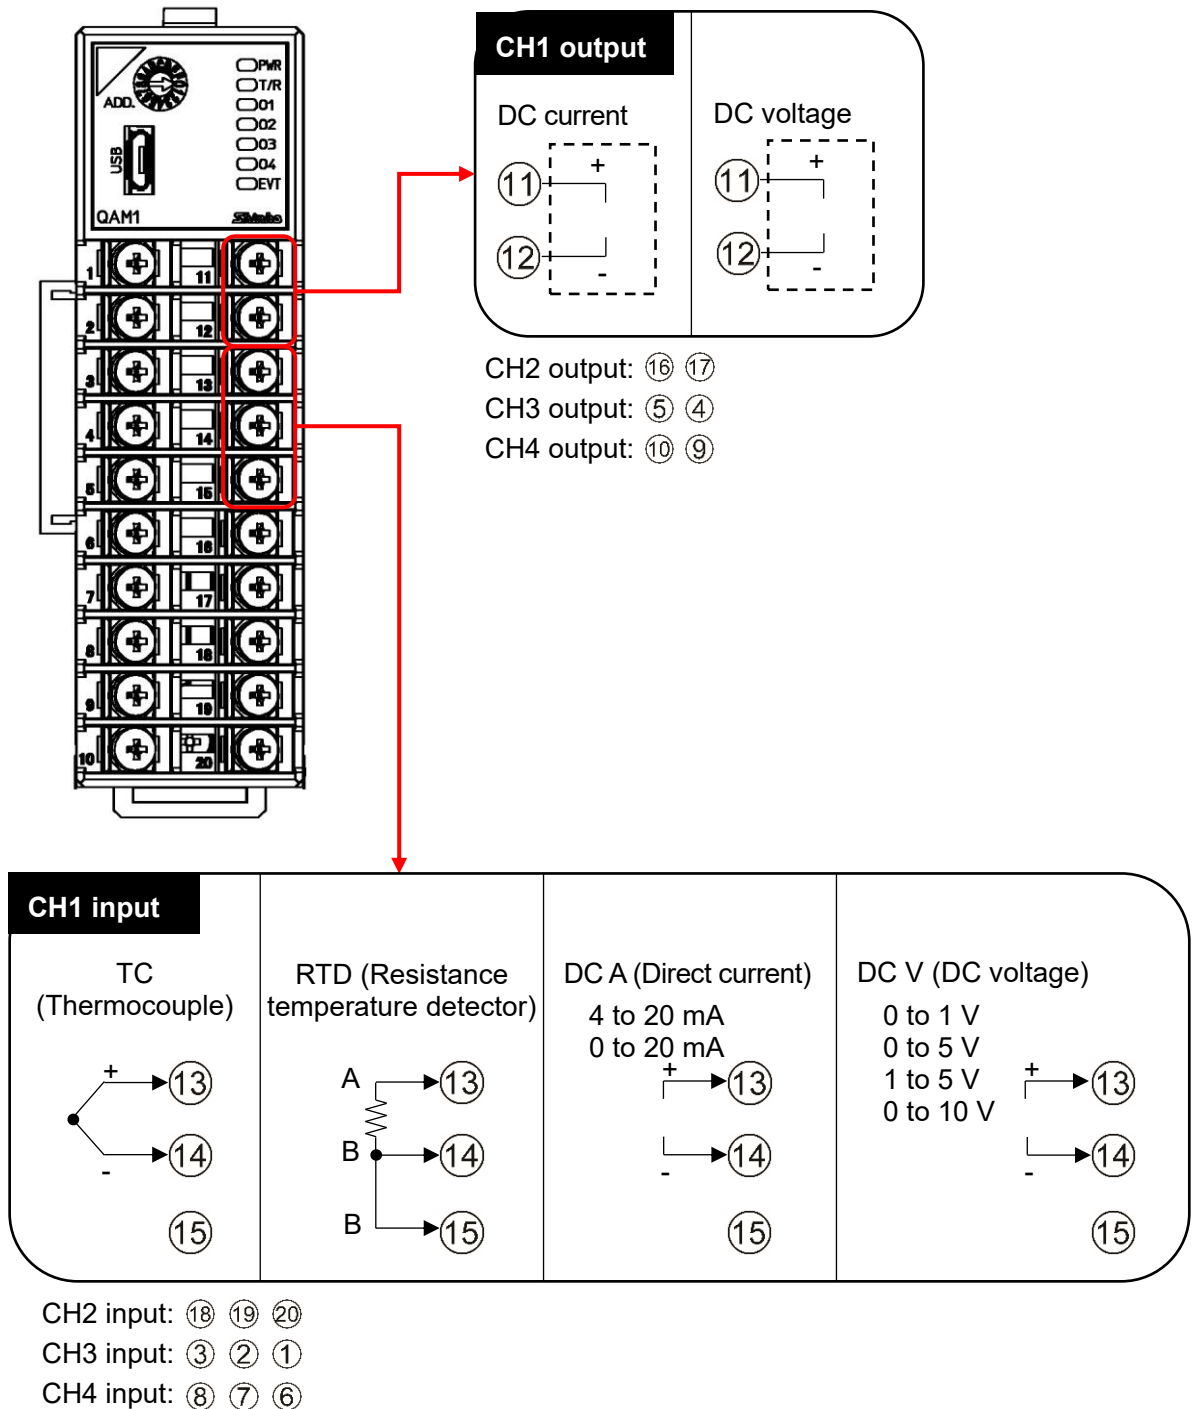 ADD.
USB
PWR
T/R
O1
O2
O3
O4
EVT
QAM1
Shinko
1
11
2
12
3
13
4
14
5
15
6
16
7
17
8
18
9
19
10
20
CH1 output
DC current
DC voltage
+
11
12
-
+
11
12
-
CH2 output: 16 17
CH3 output: 5 4
CH4 output: 10 9
CH1 input
TC
(Thermocouple)
+
13
14
-
15
RTD (Resistance
temperature detector)
A
13
B
14
B
15
DC A (Direct current)
4 to 20 mA
0 to 20 mA
+
13
14
-
15
DC V (DC voltage)
0 to 1 V
0 to 5 V
1 to 5 V
0 to 10 V
+
13
14
-
15
CH2 input: 18 19 20
CH3 input: 3 2 1
CH4 input: 8 7 6